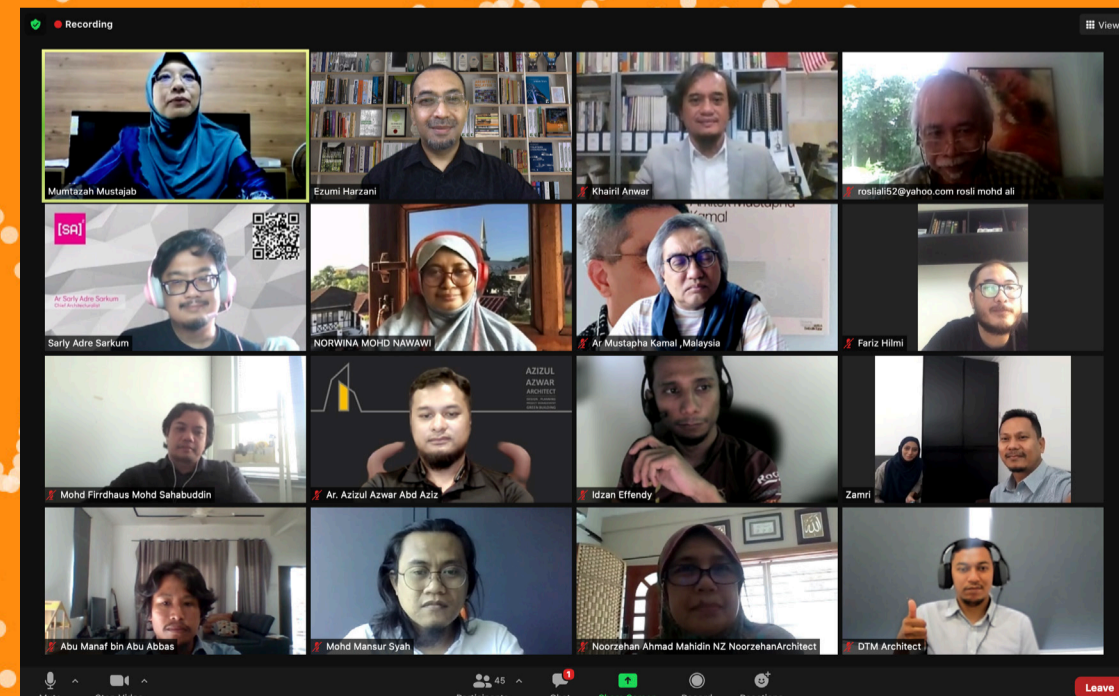 Recording
View
Mumtazah Mustajab
Ezumi Harzani
Khairil Anwar
rosliali52@yahoo.com rosli mohd ali
[SA]
Ar Sarly Adre Sarkum
Sarly Adre Sarkum
NORWINA MOHD NAWAWI
Kamal
Ar Mustapha Kamal ,Malaysia
Fariz Hilmi
Mohd Firrdhaus Mohd Sahabuddin
AZIZUL
AZWAR
ARCHITECT
Ar. Azizul Azwar Abd Aziz
Idzan Effendy
Zamri
Abu Manaf bin Abu Abbas
Mohd Mansur Syah
Noorzehan Ahmad Mahidin NZ NoorzehanArchitect
DTM Architect
45
1
Leave